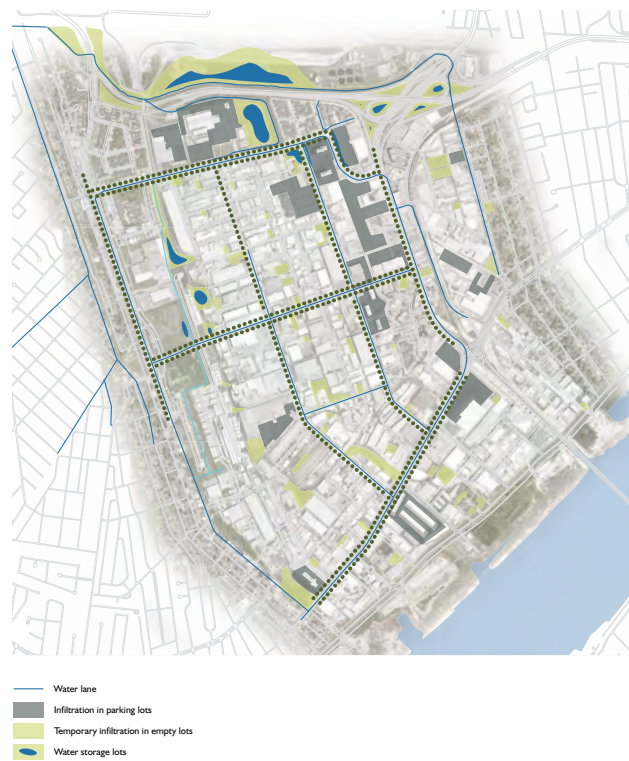 Water lane
Infiltration in parking lots
Temporary infiltration in empty lots
Water storage lots